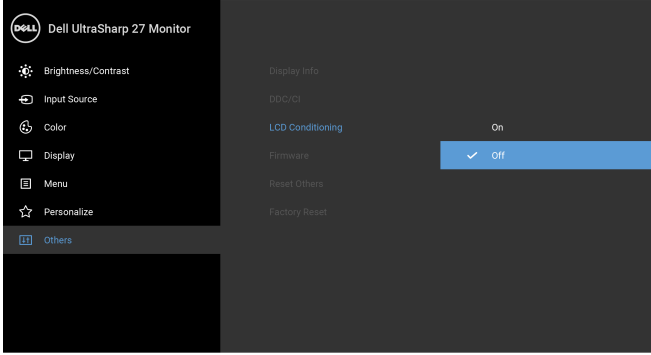 DELL Dell UltraSharp 27 Monitor
Brightness/Contrast
Input Source
Color
Display
Menu
Personalize
Others
Display Info
DDC/CI
LCD Conditioning
Firmware
Reset Others
Factory Reset
On
Off